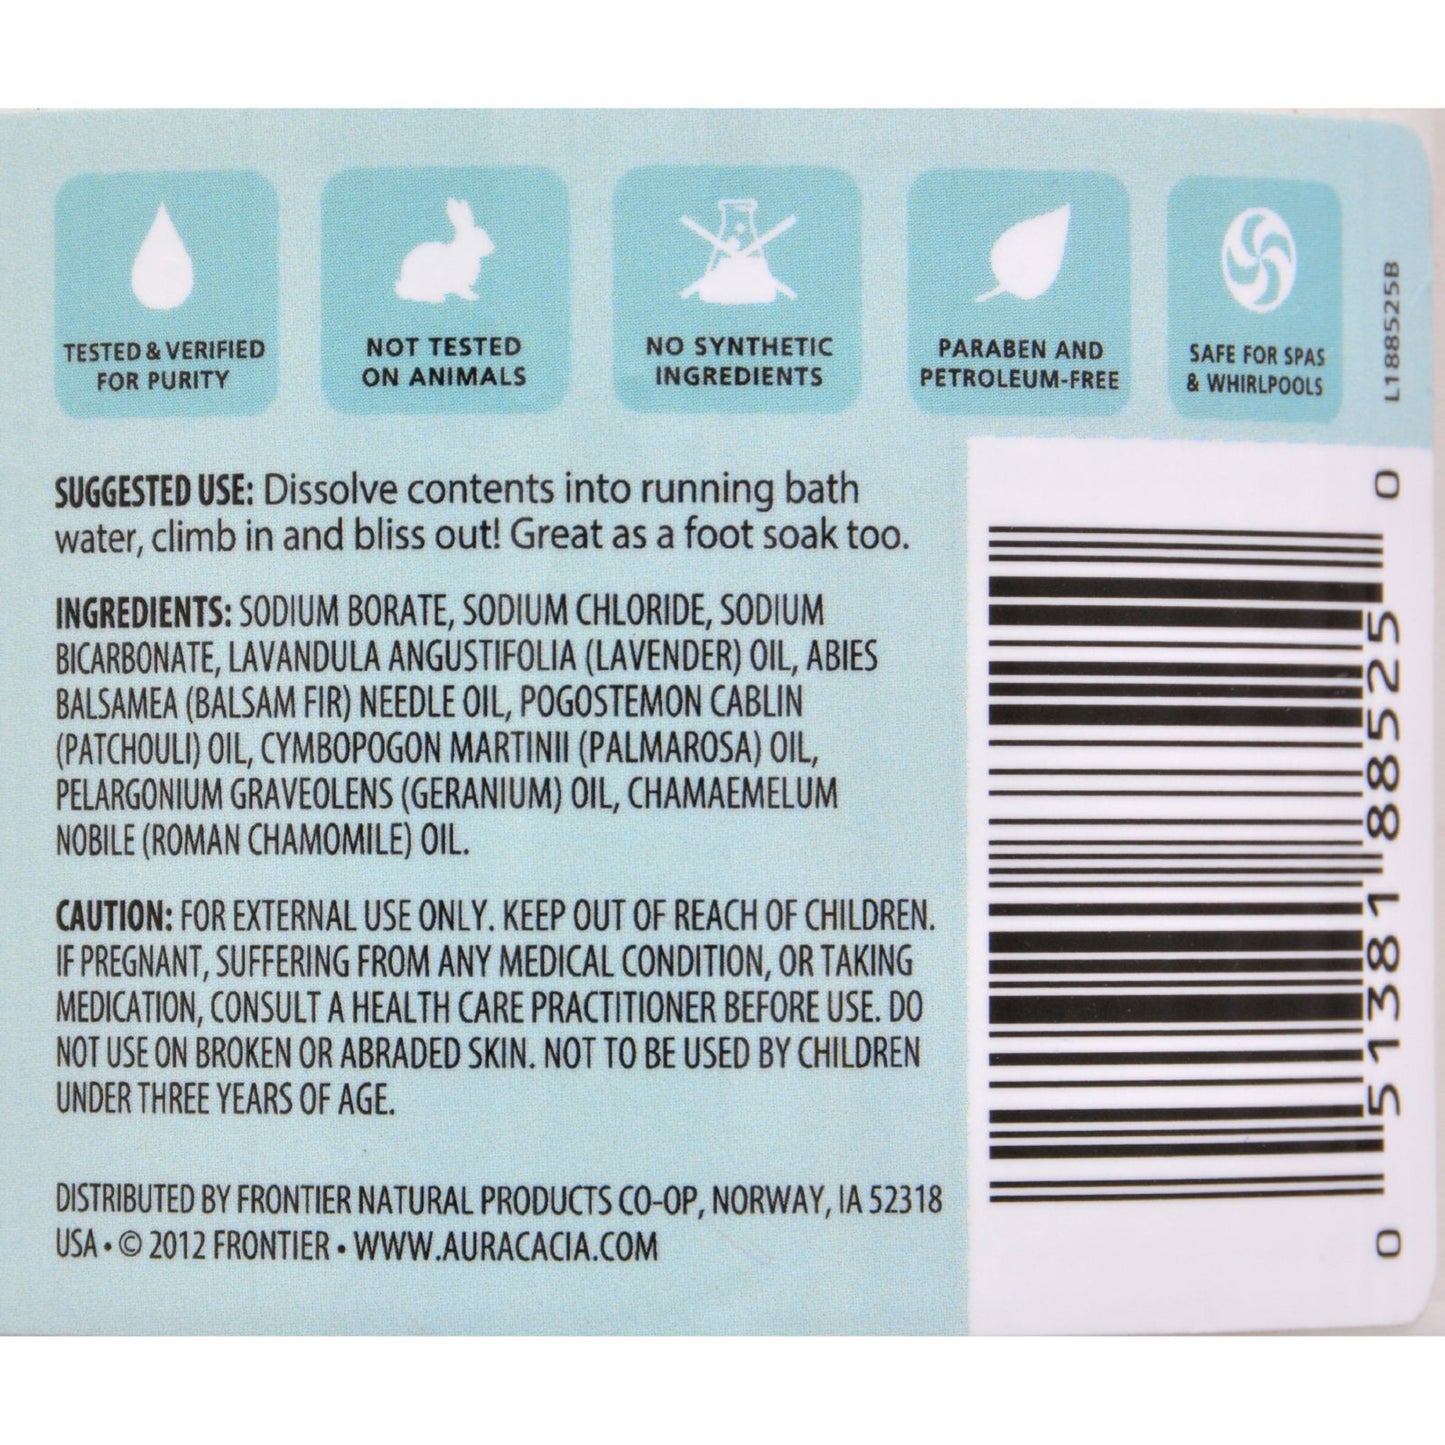 TESTED & VERIFIED
FOR PURITY
NOT TESTED
ON ANIMALS
NO SYNTHETIC
INGREDIENTS
PARABEN AND
PETROLEUM-FREE
SAFE FOR SPAS
& WHIRLPOOLS
L188525B
SUGGESTED USE: Dissolve contents into running bath
water, climb in and bliss out! Great as a foot soak too.
INGREDIENTS: SODIUM BORATE, SODIUM CHLORIDE, SODIUM
BICARBONATE, LAVANDULA ANGUSTIFOLIA (LAVENDER) OIL, ABIES
BALSAMEA (BALSAM FIR) NEEDLE OIL, POGOSTEMON CABLIN
(PATCHOULI) OIL, CYMBOPOGON MARTINII (PALMAROSA) OIL,
PELARGONIUM GRAVEOLENS (GERANIUM) OIL, CHAMAEMELUM
NOBILE (ROMAN CHAMOMILE) OIL.
CAUTION: FOR EXTERNAL USE ONLY. KEEP OUT OF REACH OF CHILDREN.
IF PREGNANT, SUFFERING FROM ANY MEDICAL CONDITION, OR TAKING
MEDICATION, CONSULT A HEALTH CARE PRACTITIONER BEFORE USE. DO
NOT USE ON BROKEN OR ABRADED SKIN. NOT TO BE USED BY CHILDREN
UNDER THREE YEARS OF AGE.
DISTRIBUTED BY FRONTIER NATURAL PRODUCTS CO-OP, NORWAY, IA 52318
USA • © 2012 FRONTIER • WWW.AURACACIA.COM
0 51381 88525 0